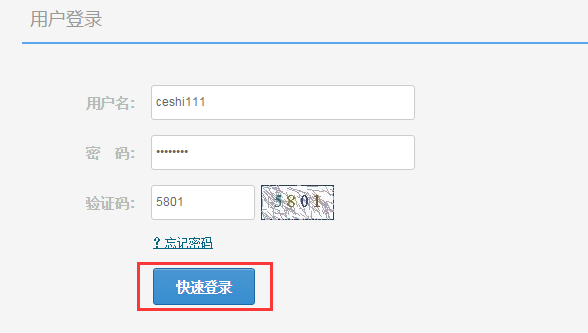 用户登录
用户名: ceshi111
密 码: ••••••••
验证码: 5801 5801
? 忘记密码
快速登录